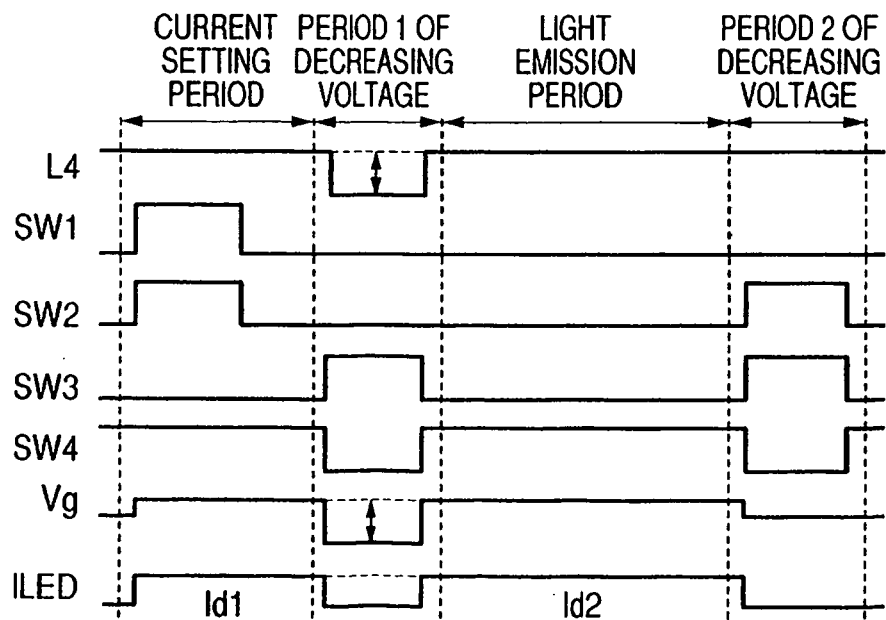 CURRENT SETTING PERIOD
PERIOD 1 OF DECREASING VOLTAGE
LIGHT EMISSION PERIOD
PERIOD 2 OF DECREASING VOLTAGE
L4
SW1
SW2
SW3
SW4
Vg
ILED
Id1
Id2